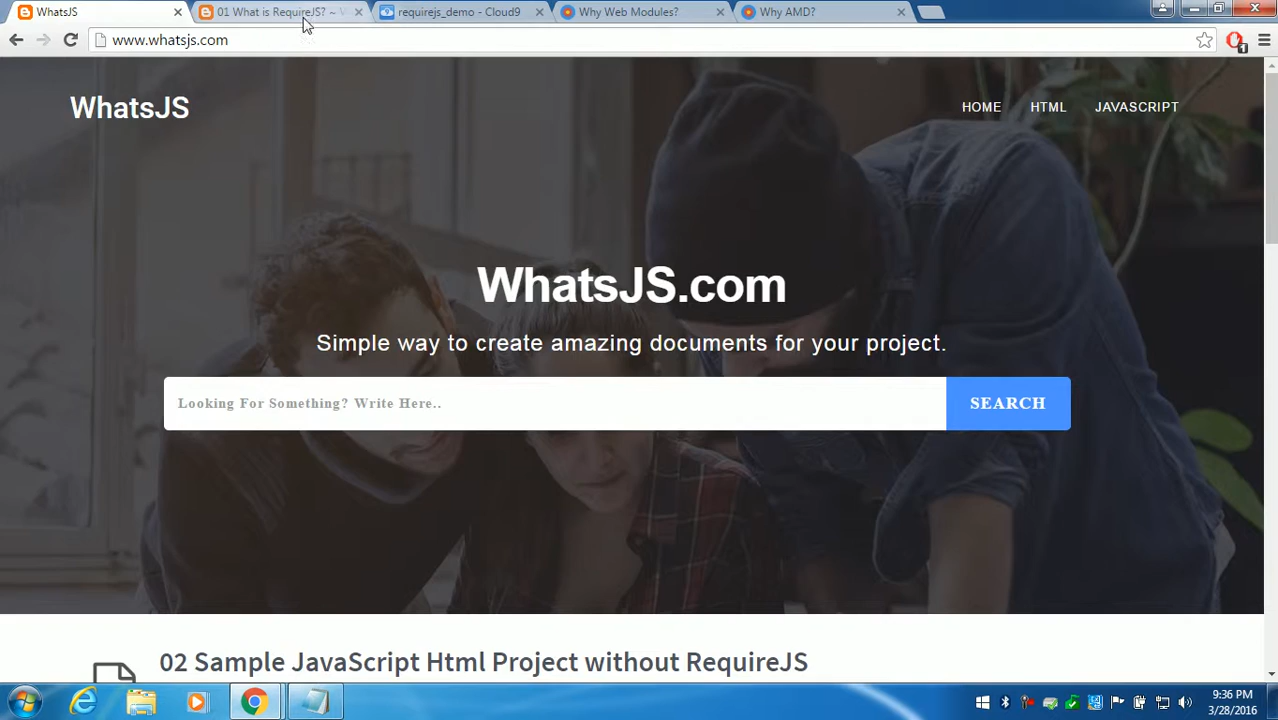 WhatsJS
01 What is RequireJS? ~
requirejs_demo - Cloud9
Why Web Modules?
Why AMD?
www.whatsjs.com
1
WhatsJS
HOME HTML JAVASCRIPT
WhatsJS.com
Simple way to create amazing documents for your project.
Looking For Something? Write Here..
SEARCH
02 Sample JavaScript Html Project without RequireJS
9:36 PM
3/28/2016